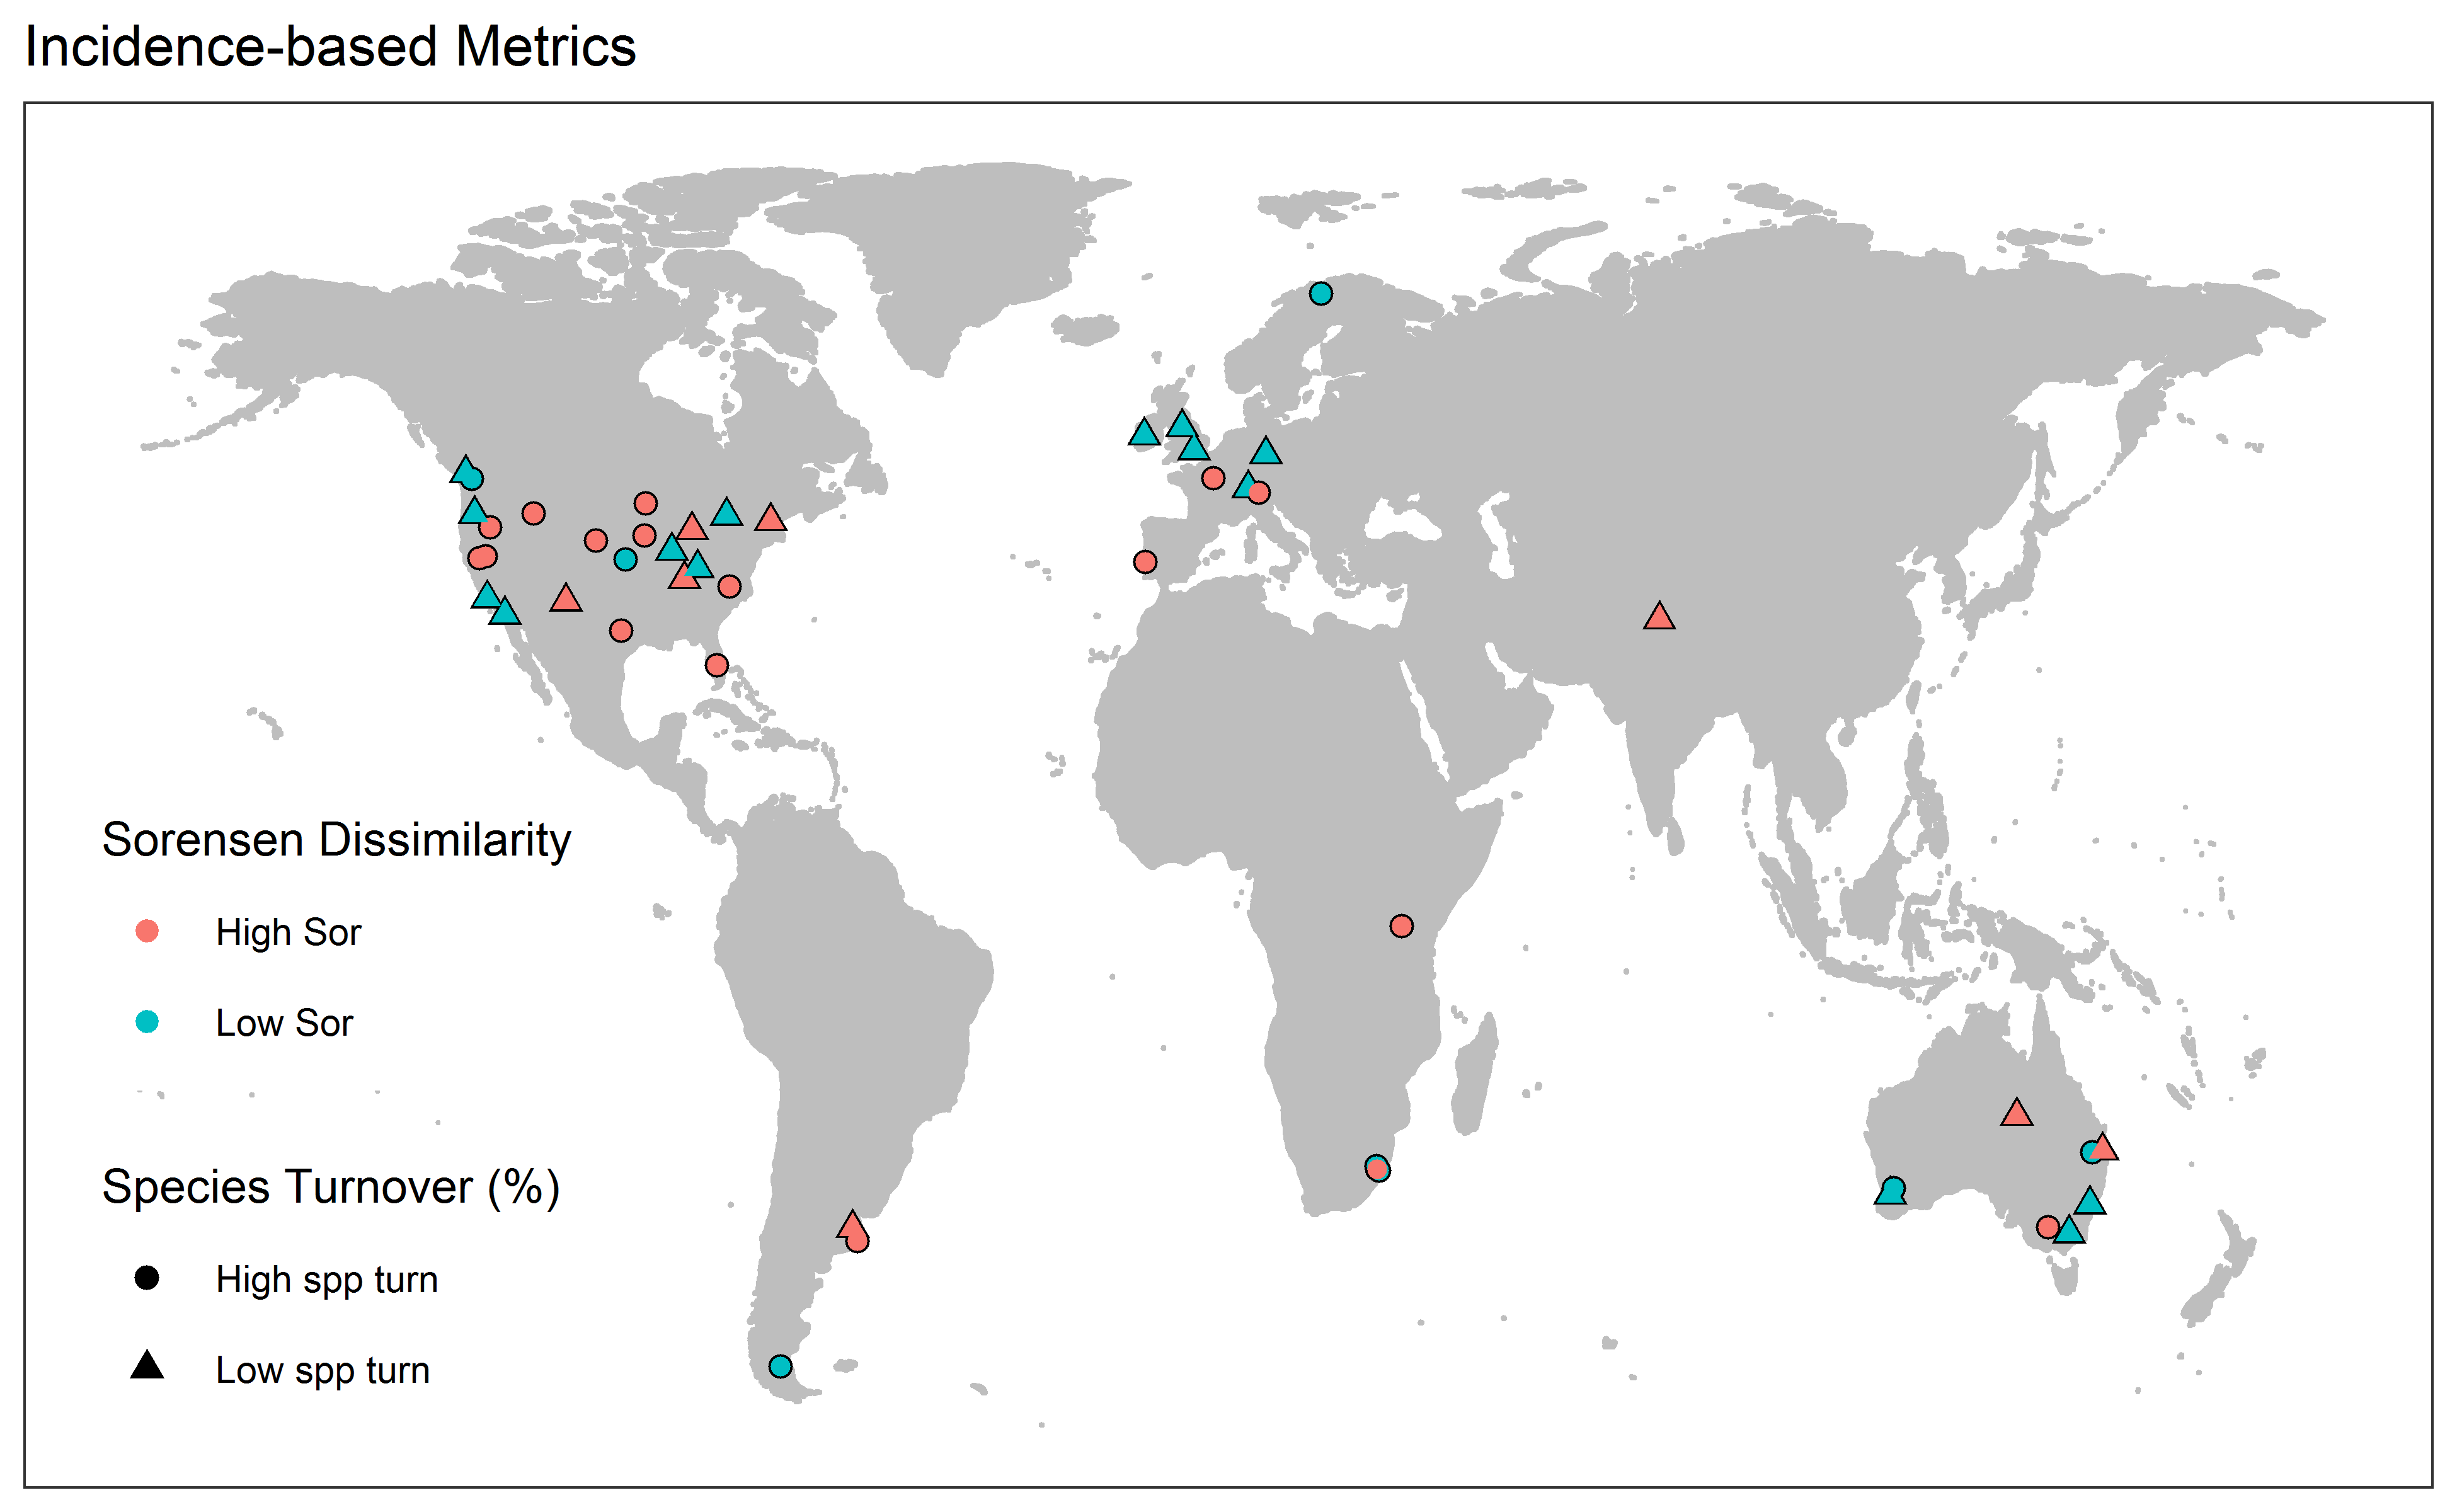 Incidence-based Metrics
Sorensen Dissimilarity
High Sor
Low Sor
Species Turnover (%)
High spp turn
Low spp turn